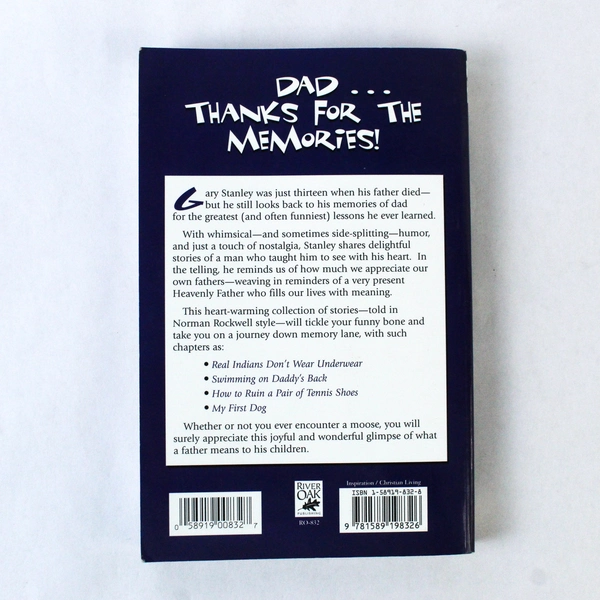 DAD . . .
THANKS FOR THE
MEMORIES!
Gary Stanley was just thirteen when his father died—
but he still looks back to his memories of dad
for the greatest (and often funniest) lessons he ever learned.
With whimsical—and sometimes side-splitting—humor,
and just a touch of nostalgia, Stanley shares delightful
stories of a man who taught him to see with his heart. In
the telling, he reminds us of how much we appreciate our
own fathers—weaving in reminders of a very present
Heavenly Father who fills our lives with meaning.
This heart-warming collection of stories—told in
Norman Rockwell style—will tickle your funny bone and
take you on a journey down memory lane, with such
chapters as:
• Real Indians Don't Wear Underwear
• Swimming on Daddy's Back
• How to Ruin a Pair of Tennis Shoes
• My First Dog
Whether or not you ever encounter a moose, you will
surely appreciate this joyful and wonderful glimpse of what
a father means to his children.
Inspiration / Christian Living
ISBN 1-58919-832-8
RIVER
OAK
PUBLISHING
RO-832
0 58919 00832 7
9 781589 198326